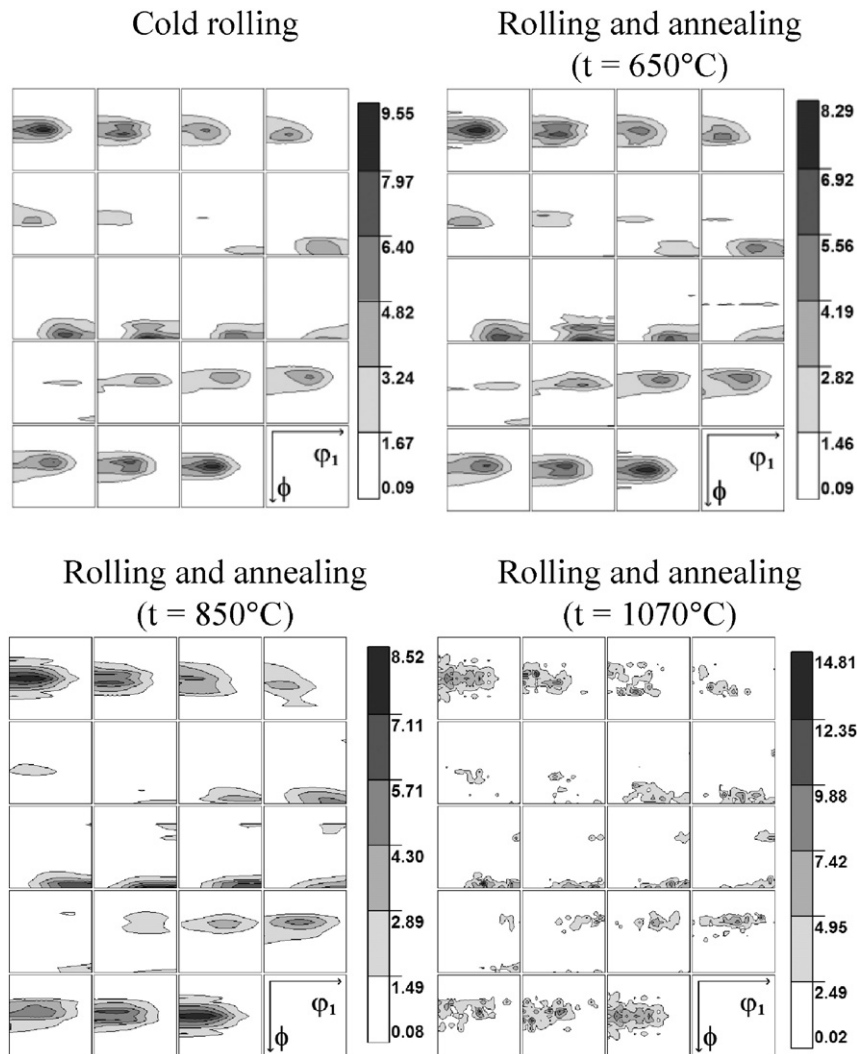 Cold rolling
Rolling and annealing
(t = 650°C)
9.55
7.97
6.40
4.82
3.24
1.67
0.09
φ₁
ϕ
8.29
6.92
5.56
4.19
2.82
1.46
0.09
φ₁
ϕ
Rolling and annealing
(t = 850°C)
Rolling and annealing
(t = 1070°C)
8.52
7.11
5.71
4.30
2.89
1.49
0.08
φ₁
ϕ
14.81
12.35
9.88
7.42
4.95
2.49
0.02
φ₁
ϕ